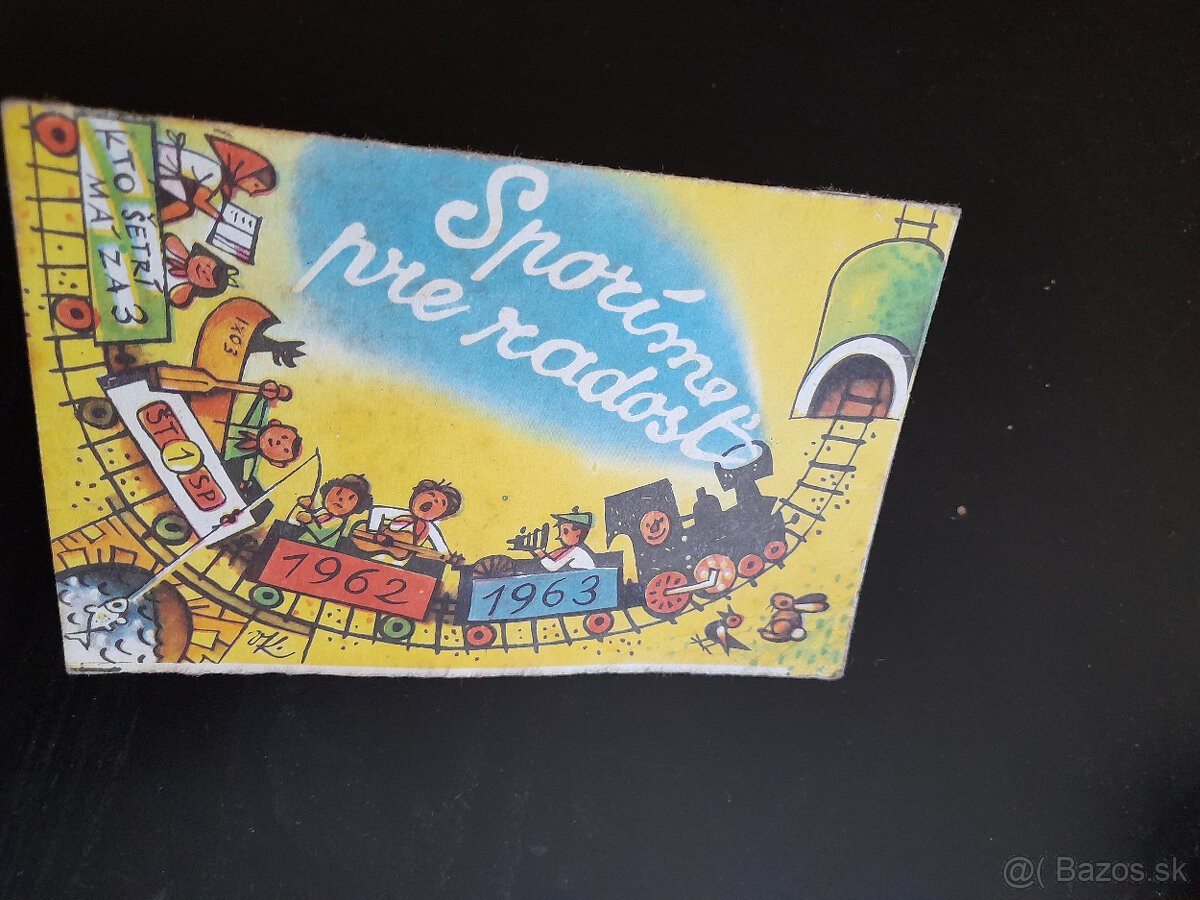 Sporíme
pre radosť
KTO ŠETRÍ
MÁ ZA 3
1X03
ŠT 1 SP
1962
1963
@( Bazos.sk